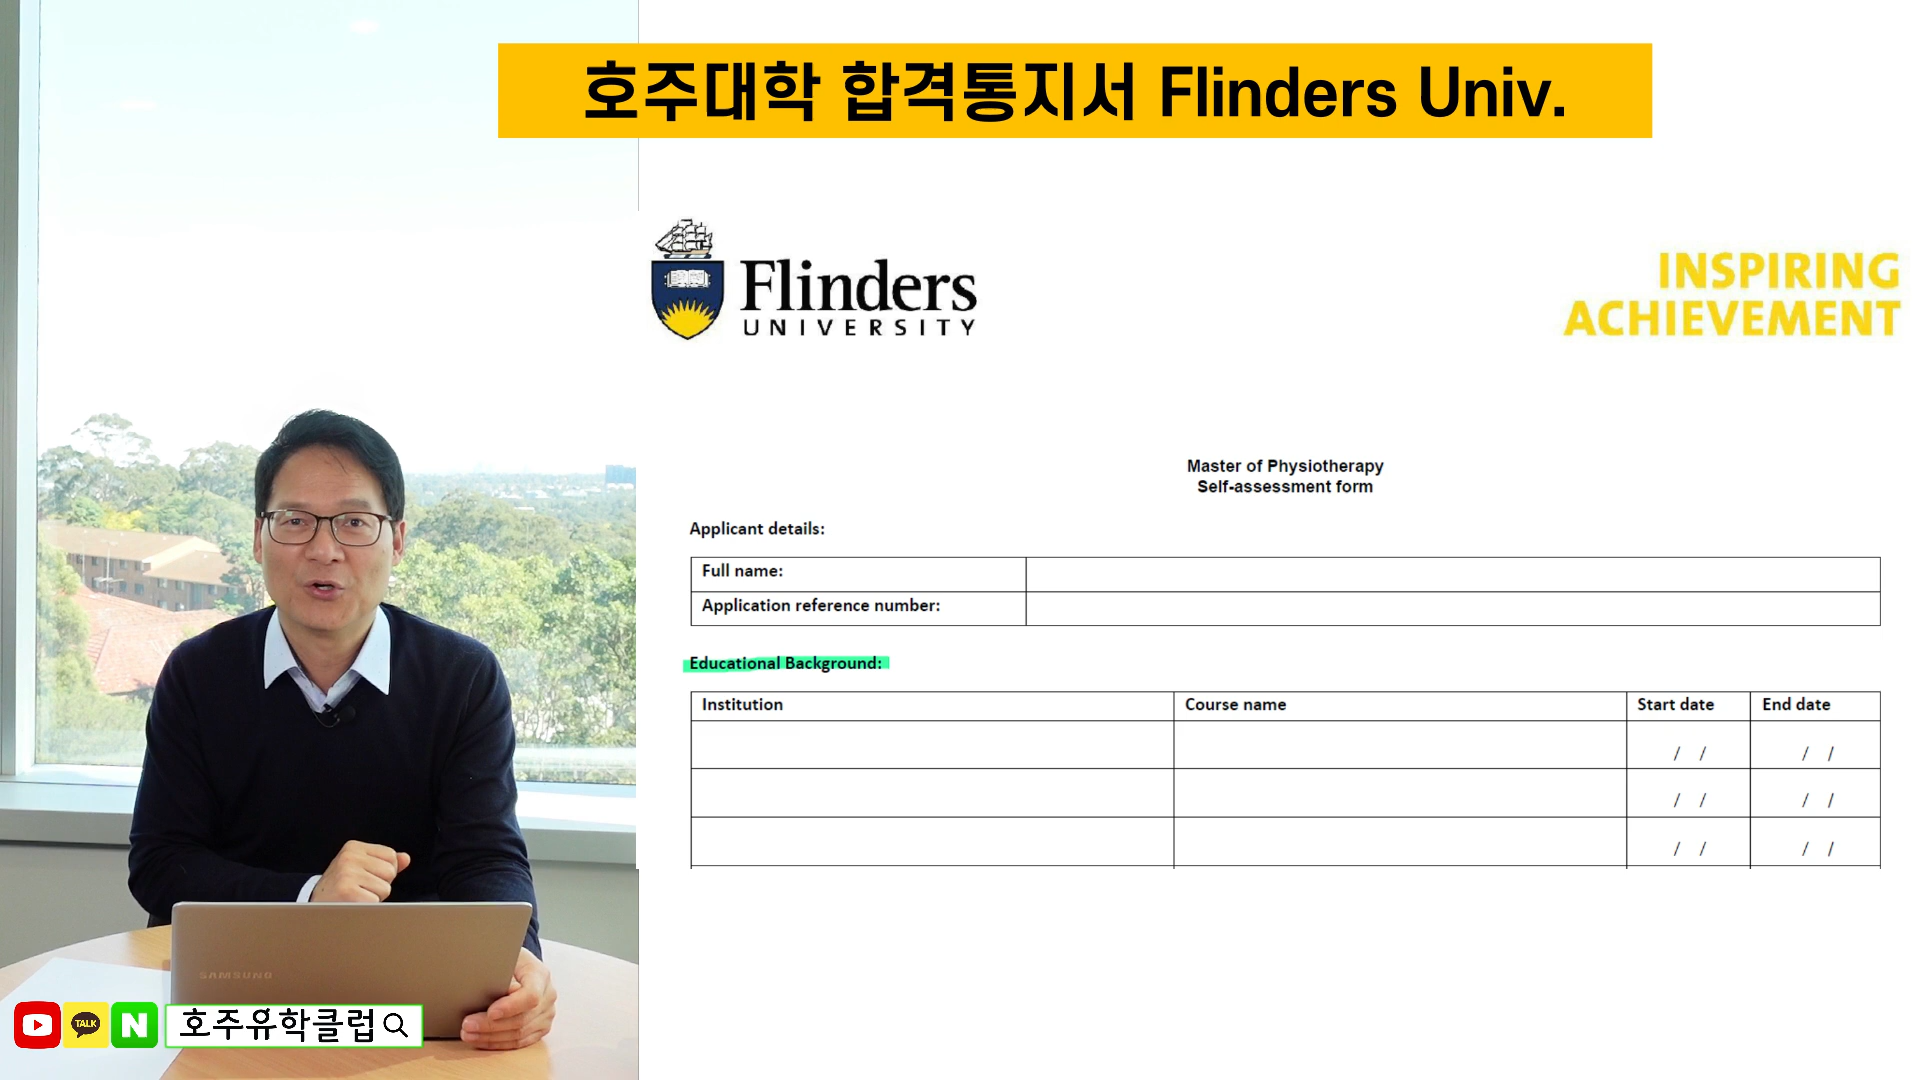 호주대학 합격통지서 Flinders Univ.
Flinders
UNIVERSITY
INSPIRING
ACHIEVEMENT
Master of Physiotherapy
Self-assessment form
Applicant details:
Full name:
Application reference number:
Educational Background:
Institution Course name Start date End date
/ / / /
/ / / /
/ / / /
SAMSUNG
TALK
N
호주유학클럽